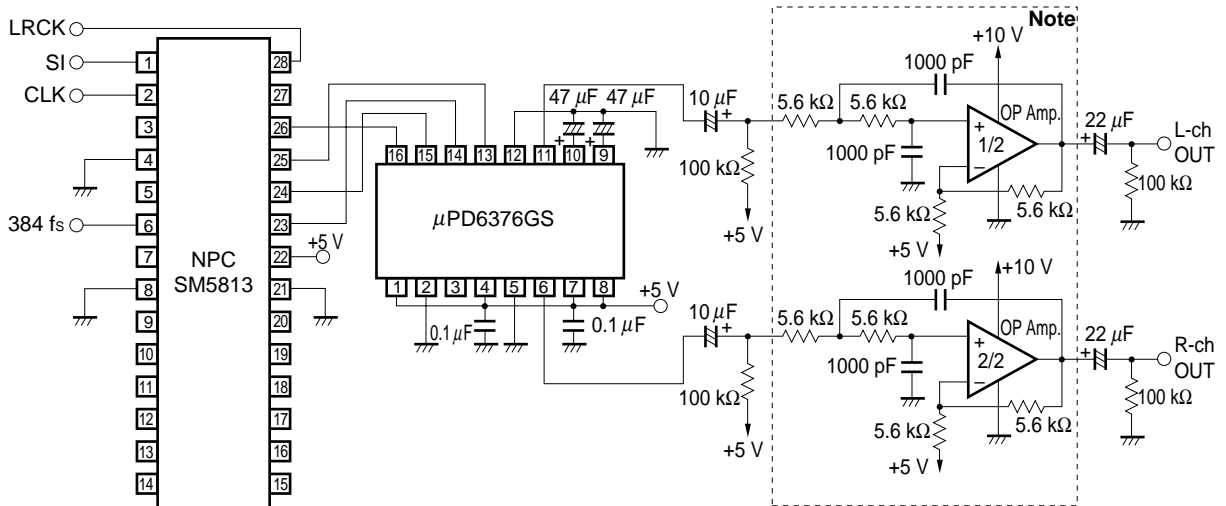 Note
LRCK
SI
CLK
384 fs
1
2
3
4
5
6
7
8
9
10
11
12
13
14
28
27
26
25
24
23
22
21
20
19
18
17
16
15
NPC
SM5813
+5 V
47 µF 47 µF
+ +
16 15 14 13 12 11 10 9
µPD6376GS
1 2 3 4 5 6 7 8
+5 V
0.1 µF
0.1 µF
10 µF
+
100 kΩ
+5 V
5.6 kΩ
5.6 kΩ
1000 pF
1000 pF
+10 V
OP Amp.
+
1/2
−
5.6 kΩ
5.6 kΩ
+5 V
22 µF
+
L-ch
OUT
100 kΩ
10 µF
+
100 kΩ
+5 V
5.6 kΩ
5.6 kΩ
1000 pF
1000 pF
+10 V
OP Amp.
+
2/2
−
5.6 kΩ
5.6 kΩ
+5 V
22 µF
+
R-ch
OUT
100 kΩ